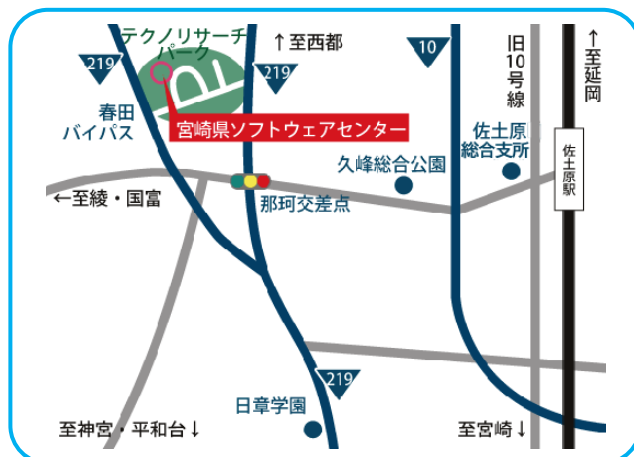 テクノリサーチ
パーク
219
↑至西都
219
10
旧10号線
↑至延岡
春田
バイパス
宮崎県ソフトウェアセンター
佐土原
総合支所
久峰総合公園
佐土原駅
←至綾・国富
那珂交差点
219
日章学園
至神宮・平和台↓
至宮崎↓